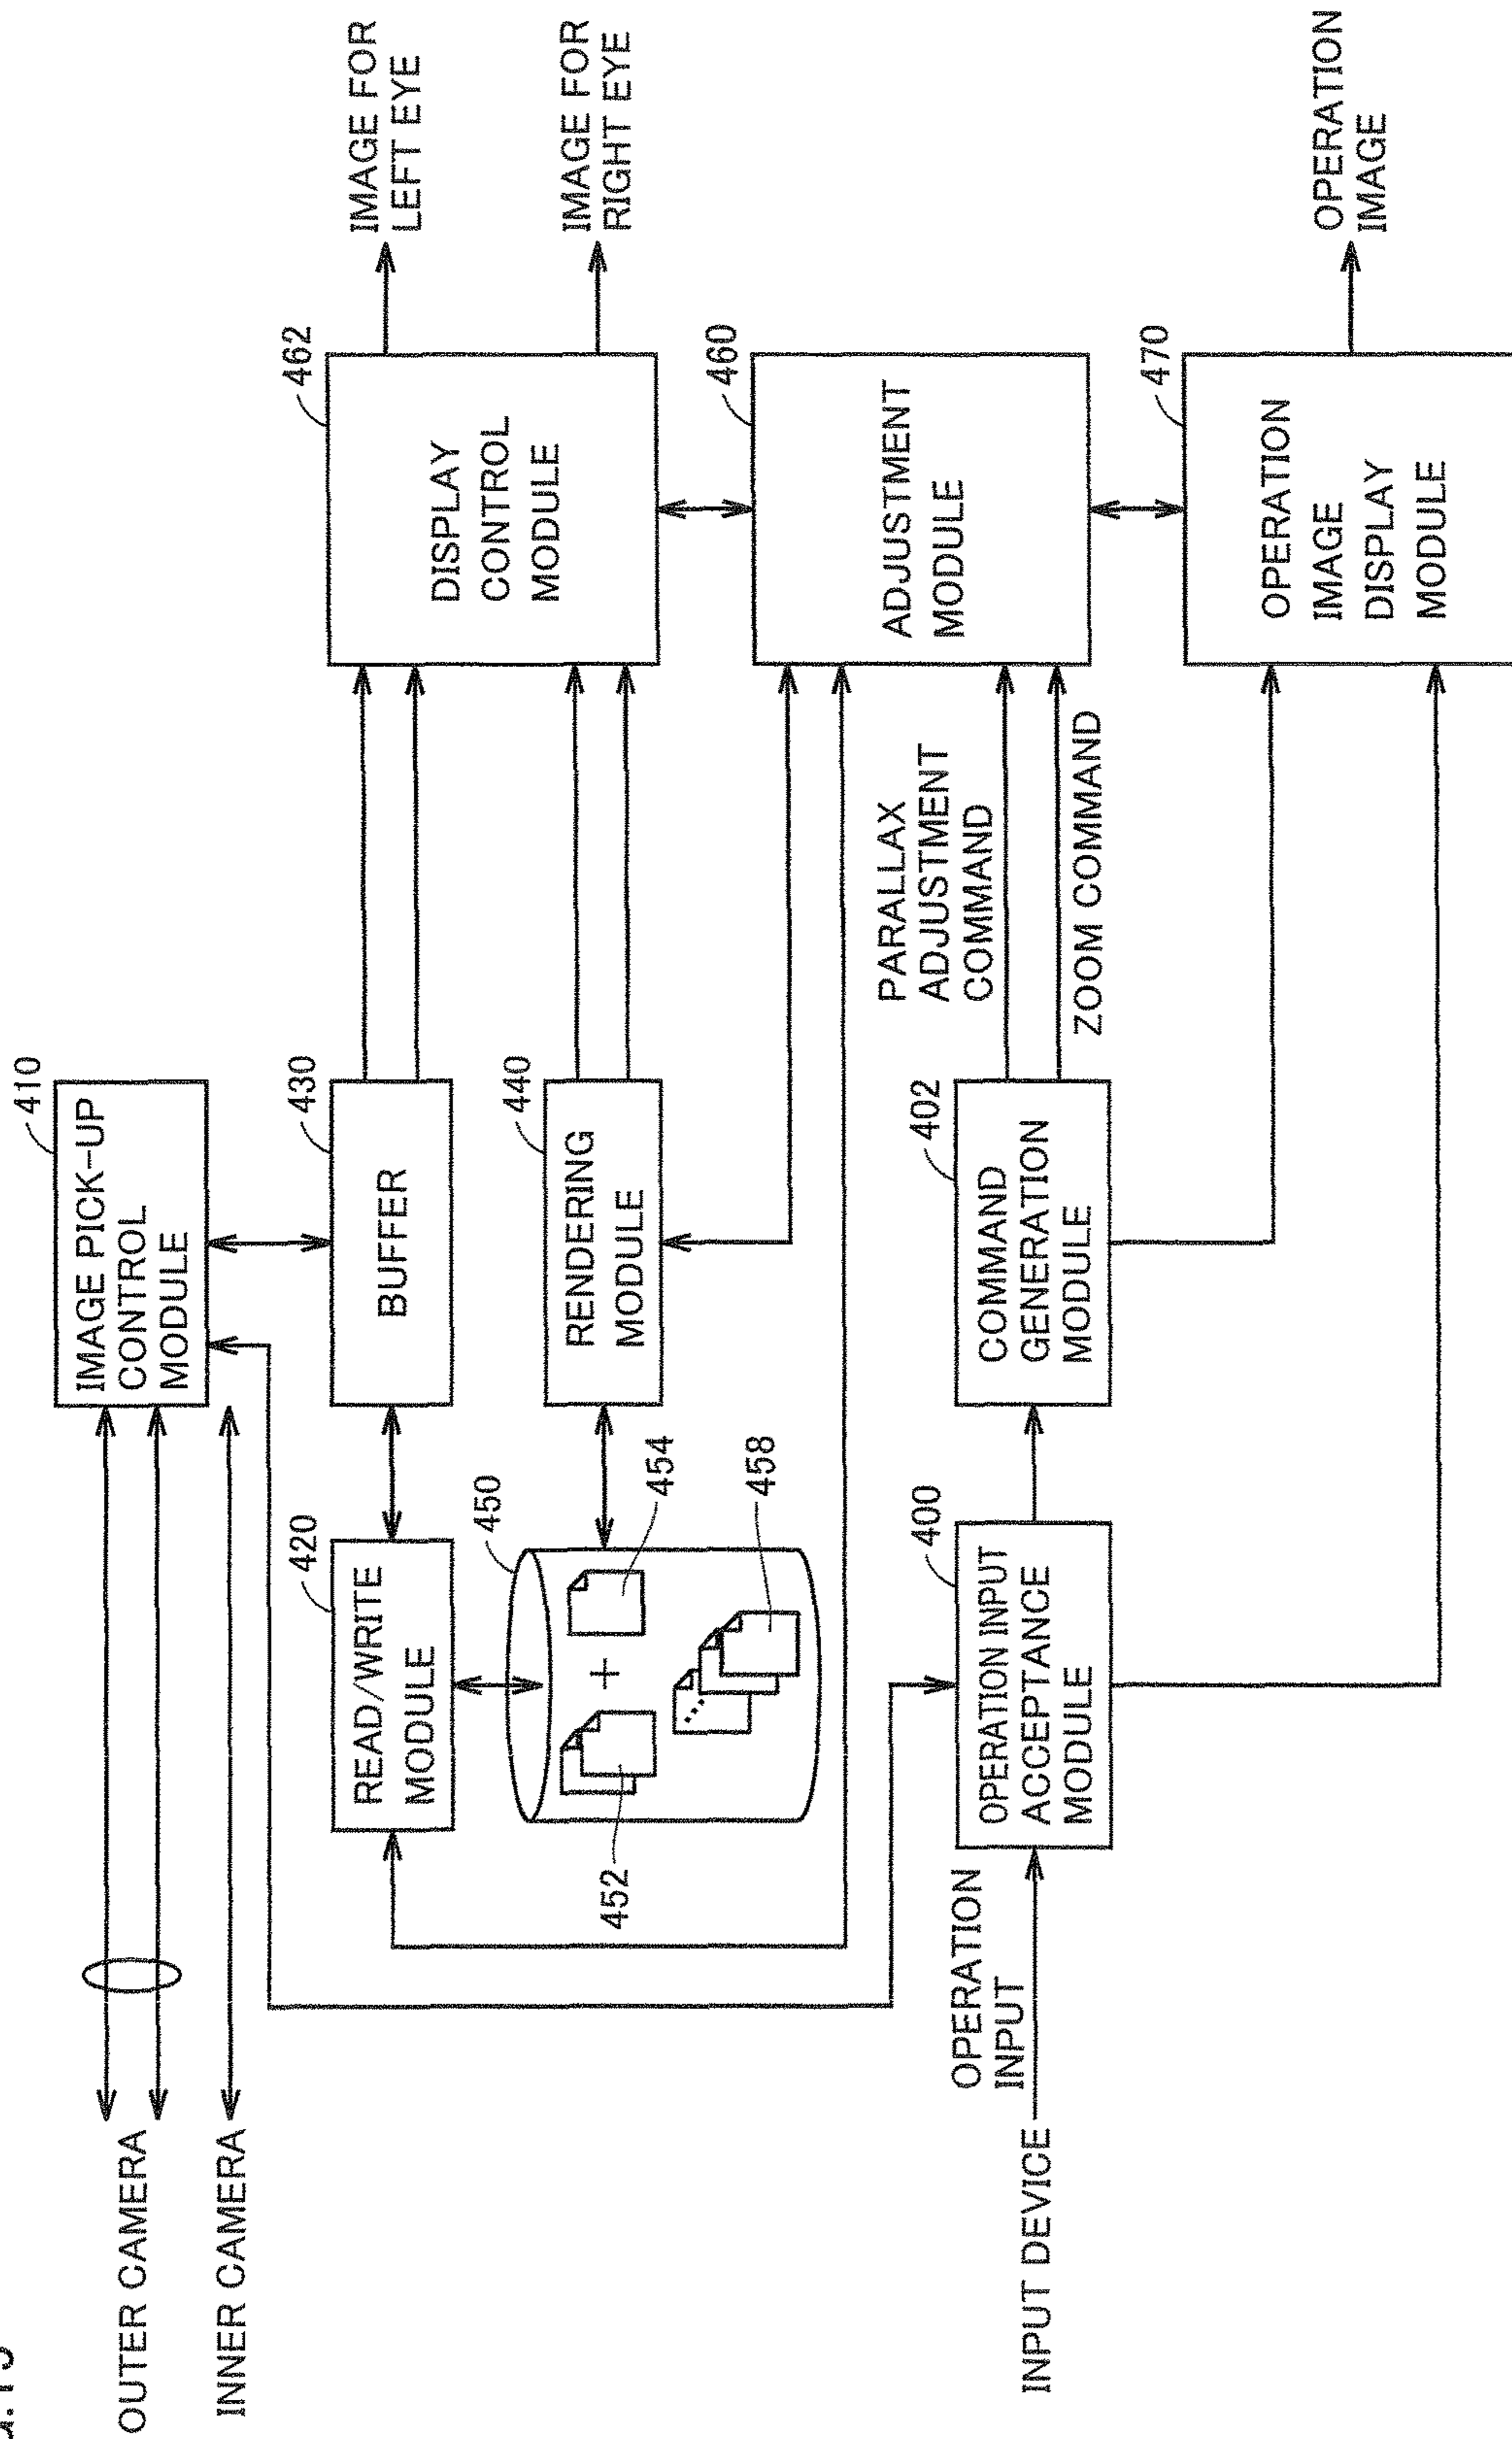 OUTER CAMERA
INNER CAMERA
410
IMAGE PICK-UP
CONTROL
MODULE
420
READ/WRITE
MODULE
430
BUFFER
462
DISPLAY
CONTROL
MODULE
IMAGE FOR
LEFT EYE
IMAGE FOR
RIGHT EYE
450
452
+
454
458
440
RENDERING
MODULE
460
ADJUSTMENT
MODULE
PARALLAX
ADJUSTMENT
COMMAND
ZOOM COMMAND
INPUT DEVICE
OPERATION
INPUT
400
OPERATION INPUT
ACCEPTANCE
MODULE
402
COMMAND
GENERATION
MODULE
470
OPERATION
IMAGE
DISPLAY
MODULE
OPERATION
IMAGE